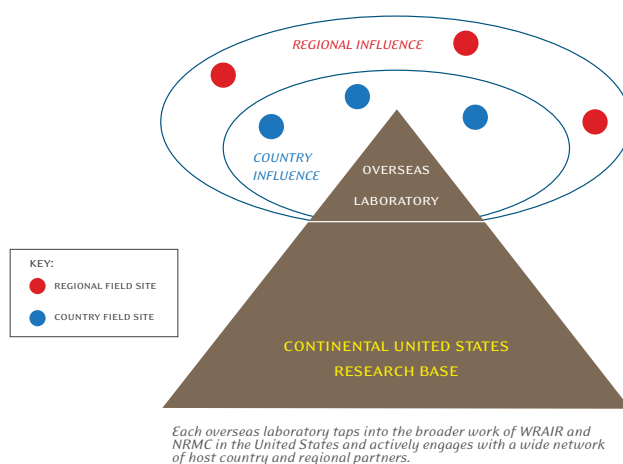 REGIONAL INFLUENCE
COUNTRY
INFLUENCE
OVERSEAS
LABORATORY
KEY:
REGIONAL FIELD SITE
COUNTRY FIELD SITE
CONTINENTAL UNITED STATES
RESEARCH BASE
Each overseas laboratory taps into the broader work of WRAIR and
NRMC in the United States and actively engages with a wide network
of host country and regional partners.